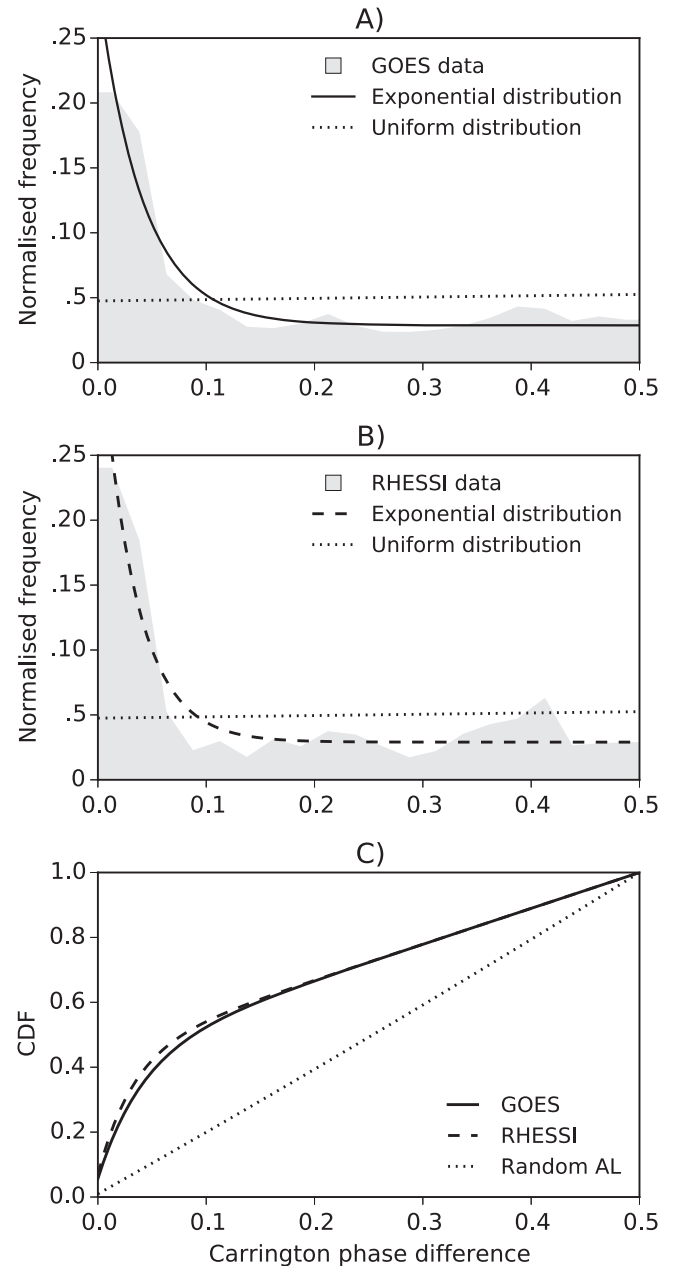 A)
.25
.20
.15
.10
.5
0
Normalised frequency
GOES data
Exponential distribution
Uniform distribution
0.0 0.1 0.2 0.3 0.4 0.5
B)
.25
.20
.15
.10
.5
0
Normalised frequency
RHESSI data
Exponential distribution
Uniform distribution
0.0 0.1 0.2 0.3 0.4 0.5
C)
1.0
0.8
0.6
0.4
0.2
0.0
CDF
GOES
RHESSI
Random AL
0.0 0.1 0.2 0.3 0.4 0.5
Carrington phase difference